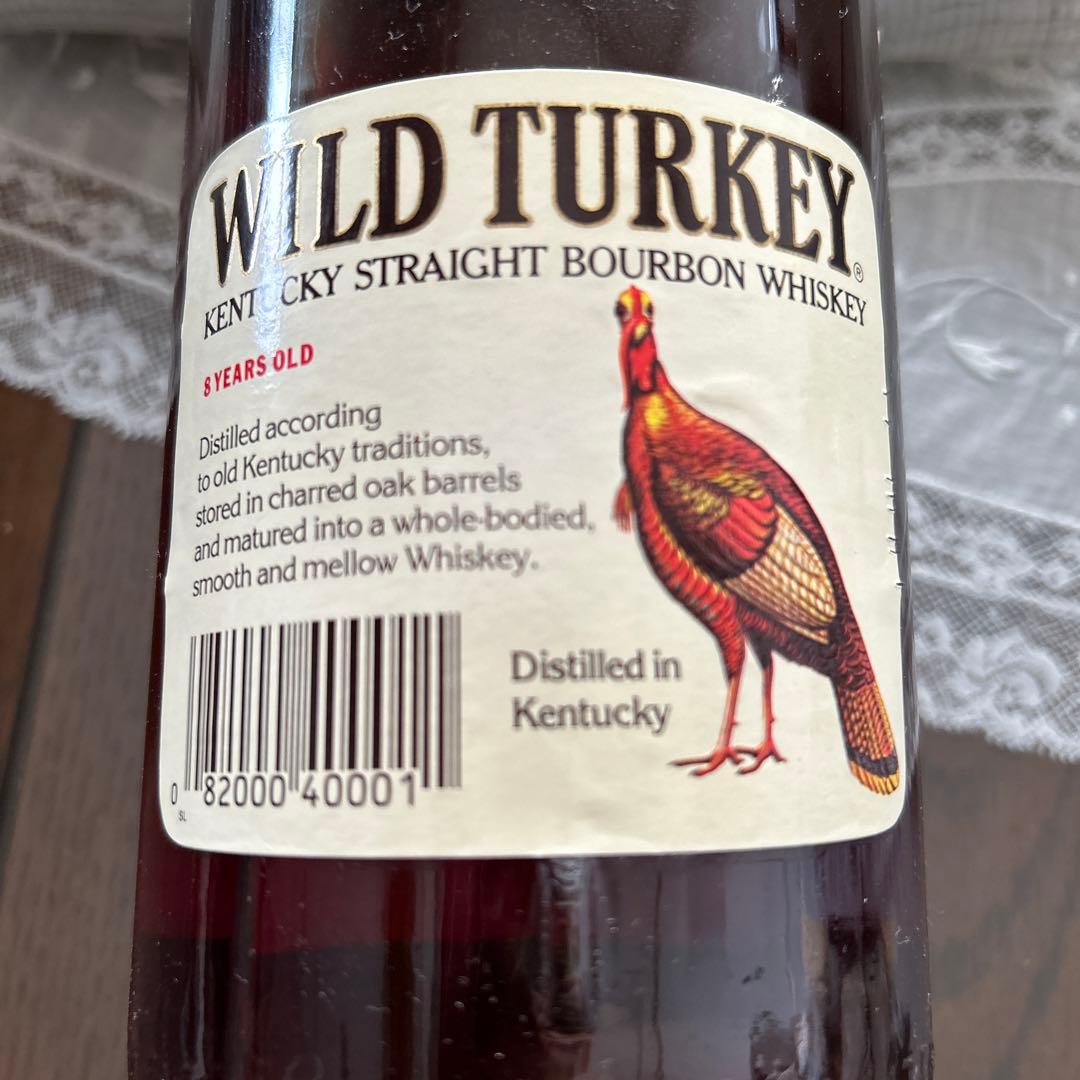 WILD TURKEY®
KENTUCKY STRAIGHT BOURBON WHISKEY
8 YEARS OLD
Distilled according
to old Kentucky traditions,
stored in charred oak barrels
and matured into a whole-bodied,
smooth and mellow Whiskey.
Distilled in
Kentucky
0 82000 40001
SL